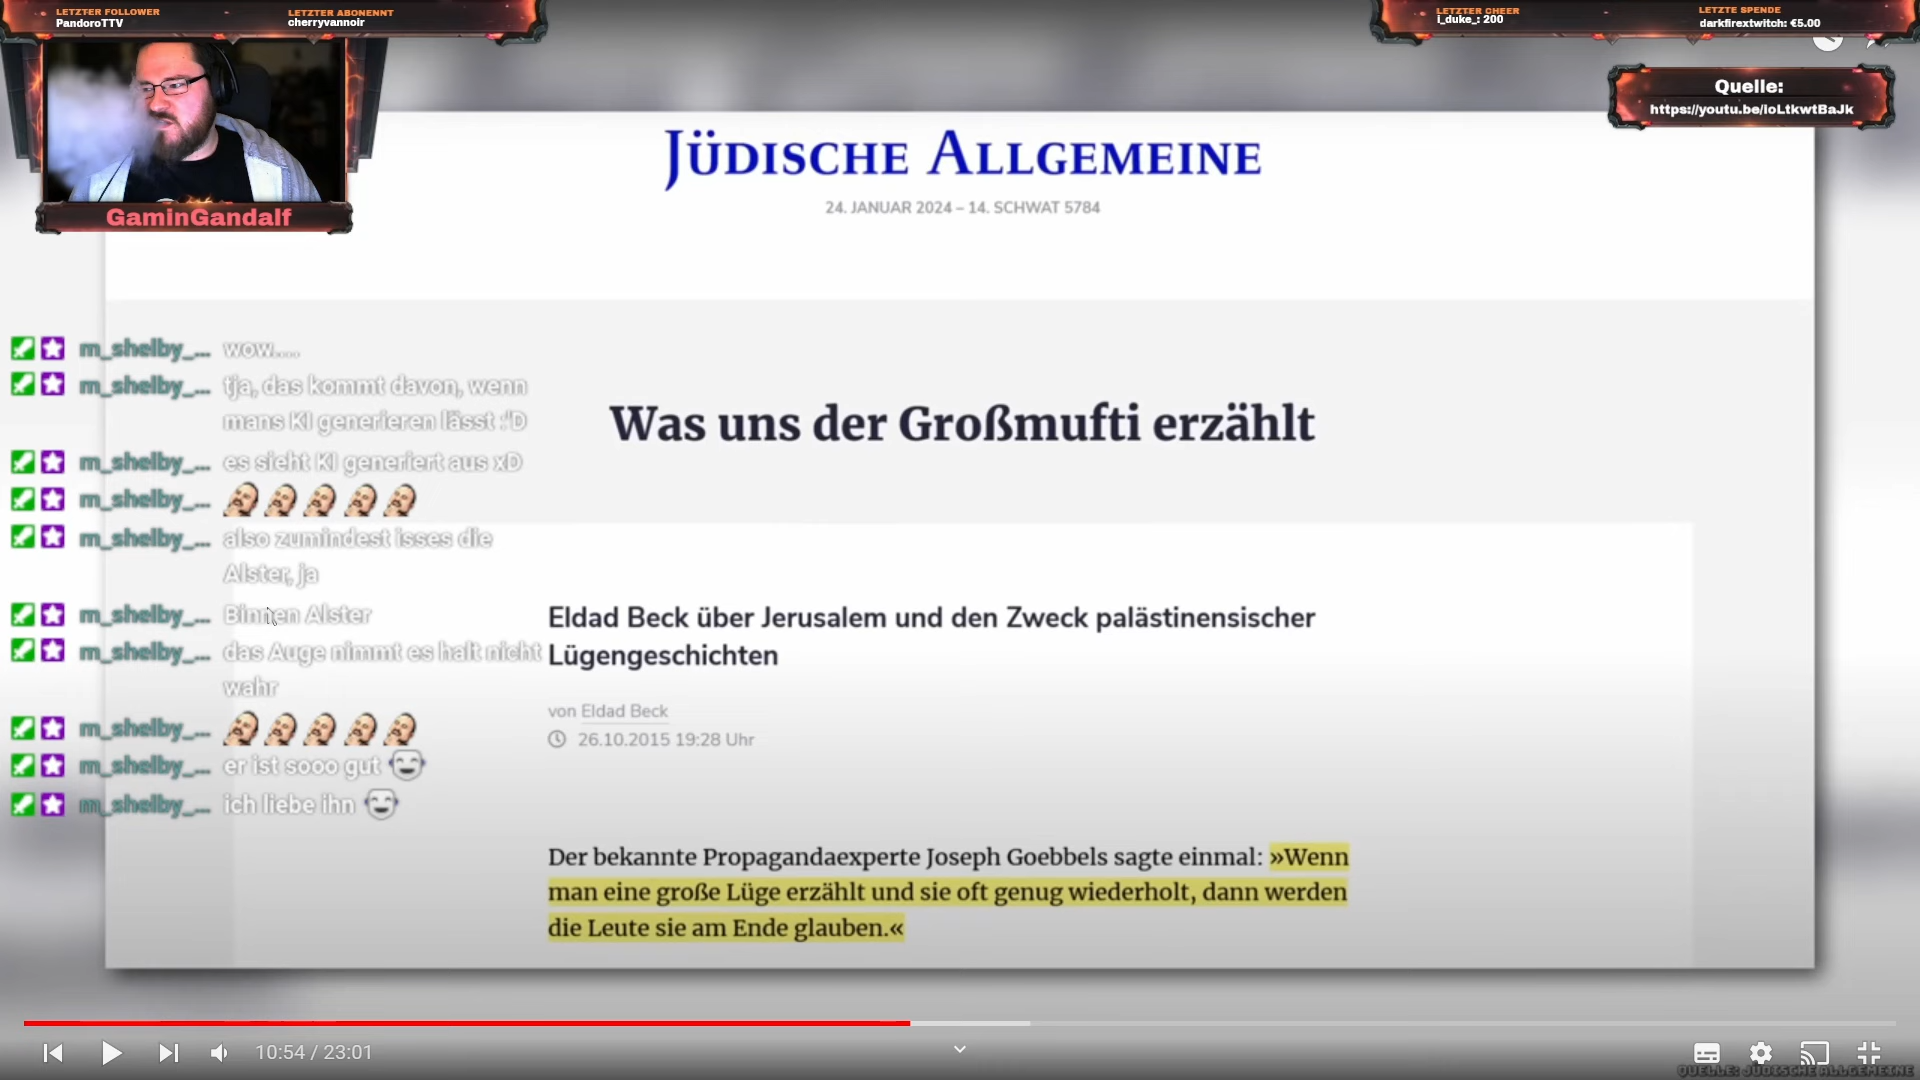 LETZTER FOLLOWER
PandoroTTV
LETZTER ABONENNT
cherryvannoir
LETZTER CHEER
i_duke_: 200
LETZTE SPENDE
darkfirextwitch: €5.00
Quelle:
https://youtu.be/loLtkwtBaJk
GaminGandalf
JÜDISCHE ALLGEMEINE
24. JANUAR 2024 – 14. SCHWAT 5784
Was uns der Großmufti erzählt
m_shelby_... wow....
m_shelby_... tja, das kommt davon, wenn
mans KI generieren lässt :'D
m_shelby_... es sieht KI generiert aus xD
m_shelby_...
m_shelby_... also zumindest isses die
Alster, ja
m_shelby_... Binnen Alster
m_shelby_... das Auge nimmt es halt nicht
wahr
m_shelby_...
m_shelby_... er ist sooo gut
m_shelby_... ich liebe ihn
Eldad Beck über Jerusalem und den Zweck palästinensischer
Lügengeschichten
von Eldad Beck
26.10.2015 19:28 Uhr
Der bekannte Propagandaexperte Joseph Goebbels sagte einmal: »Wenn
man eine große Lüge erzählt und sie oft genug wiederholt, dann werden
die Leute sie am Ende glauben.«
10:54 / 23:01
QUELLE: JÜDISCHE ALLGEMEINE